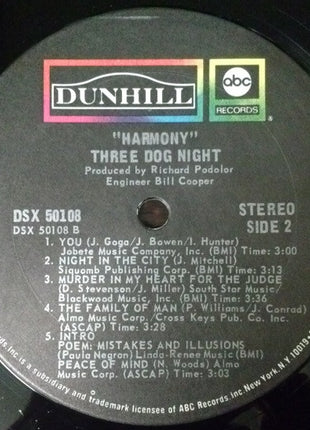 DUNHILL
abc
RECORDS
®
"HARMONY"
THREE DOG NIGHT
Produced by Richard Podolor
Engineer Bill Cooper
DSX 50108
STEREO
DSX 50108 B
SIDE 2
1. YOU (J. Goga/J. Bowen/I. Hunter)
Jobete Music Company, Inc. (BMI) Time: 3:00
2. NIGHT IN THE CITY (J. Mitchell)
Siquomb Publishing Corp. (BMI) Time: 3:13
3. MURDER IN MY HEART FOR THE JUDGE
(D. Stevenson/J. Miller) South Star Music/
Blackwood Music, Inc. (BMI) Time: 3:36
4. THE FAMILY OF MAN (P. Williams/J. Conrad)
Almo Music Corp./Cross Keys Pub. Co. Inc.
(ASCAP) Time: 3:28
5. INTRO
POEM: MISTAKES AND ILLUSIONS
(Paula Negron) Linda-Renee Music (BMI)
PEACE OF MIND (N. Woods) Almo
Music Corp. (ASCAP) Time: 3:03
Inc. is a subsidiary and trademark licensee of ABC Records Inc. New York, N.Y. 10019